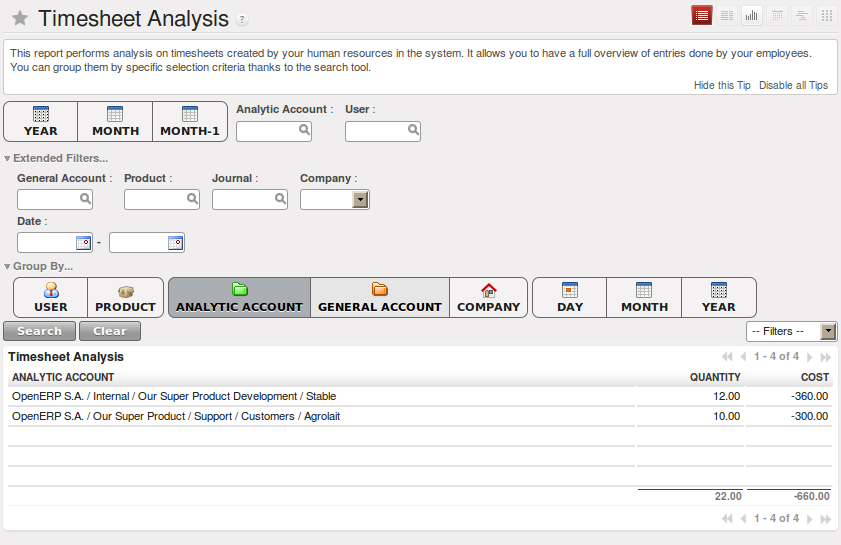 Timesheet Analysis ?
This report performs analysis on timesheets created by your human resources in the system. It allows you to have a full overview of entries done by your employees.
You can group them by specific selection criteria thanks to the search tool.
Hide this Tip Disable all Tips
YEAR MONTH MONTH-1
Analytic Account : User :
Extended Filters...
General Account : Product : Journal : Company :
Date :
-
Group By...
USER PRODUCT ANALYTIC ACCOUNT GENERAL ACCOUNT COMPANY DAY MONTH YEAR
Search Clear -- Filters --
Timesheet Analysis 1 - 4 of 4
ANALYTIC ACCOUNT QUANTITY COST
OpenERP S.A. / Internal / Our Super Product Development / Stable 12.00 -360.00
OpenERP S.A. / Our Super Product / Support / Customers / Agrolait 10.00 -300.00
22.00 -660.00
1 - 4 of 4